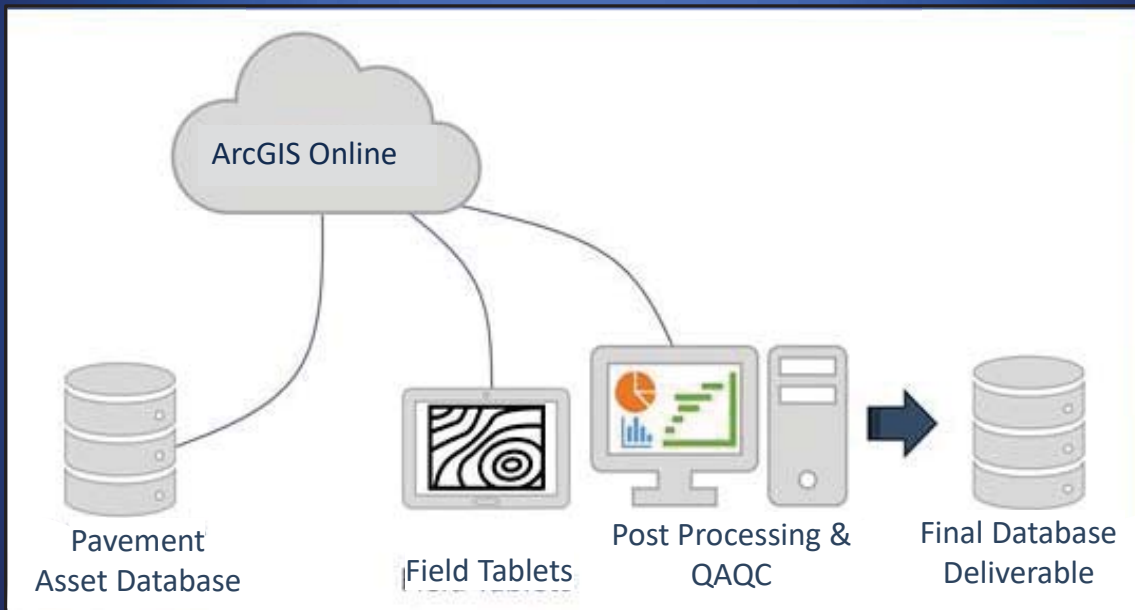 ArcGIS Online
Pavement
Asset Database
Field Tablets
Post Processing &
QAQC
Final Database
Deliverable